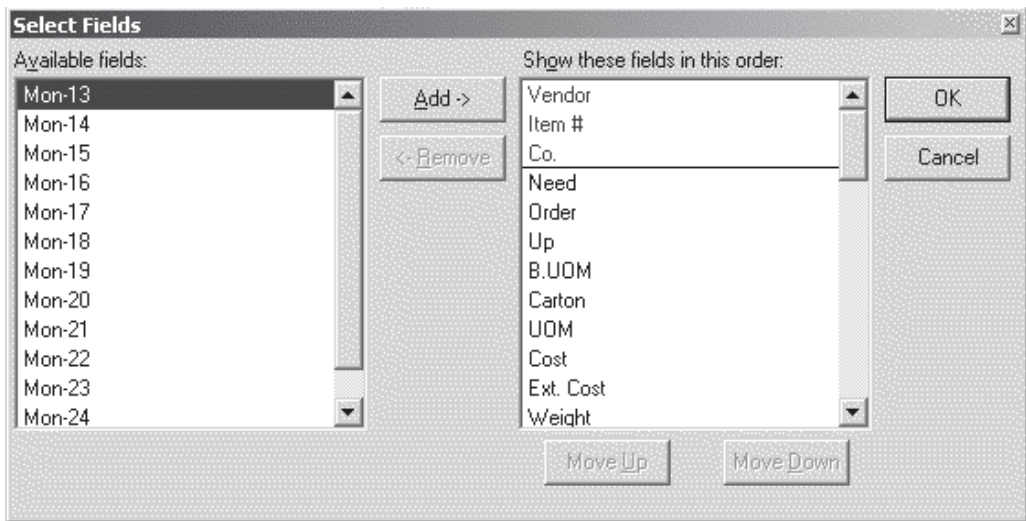 Select Fields
Available fields:
Mon-13
Mon-14
Mon-15
Mon-16
Mon-17
Mon-18
Mon-19
Mon-20
Mon-21
Mon-22
Mon-23
Mon-24
Add ->
<- Remove
Show these fields in this order:
Vendor
Item #
Co.
Need
Order
Up
B.UOM
Carton
UOM
Cost
Ext. Cost
Weight
Move Up
Move Down
OK
Cancel